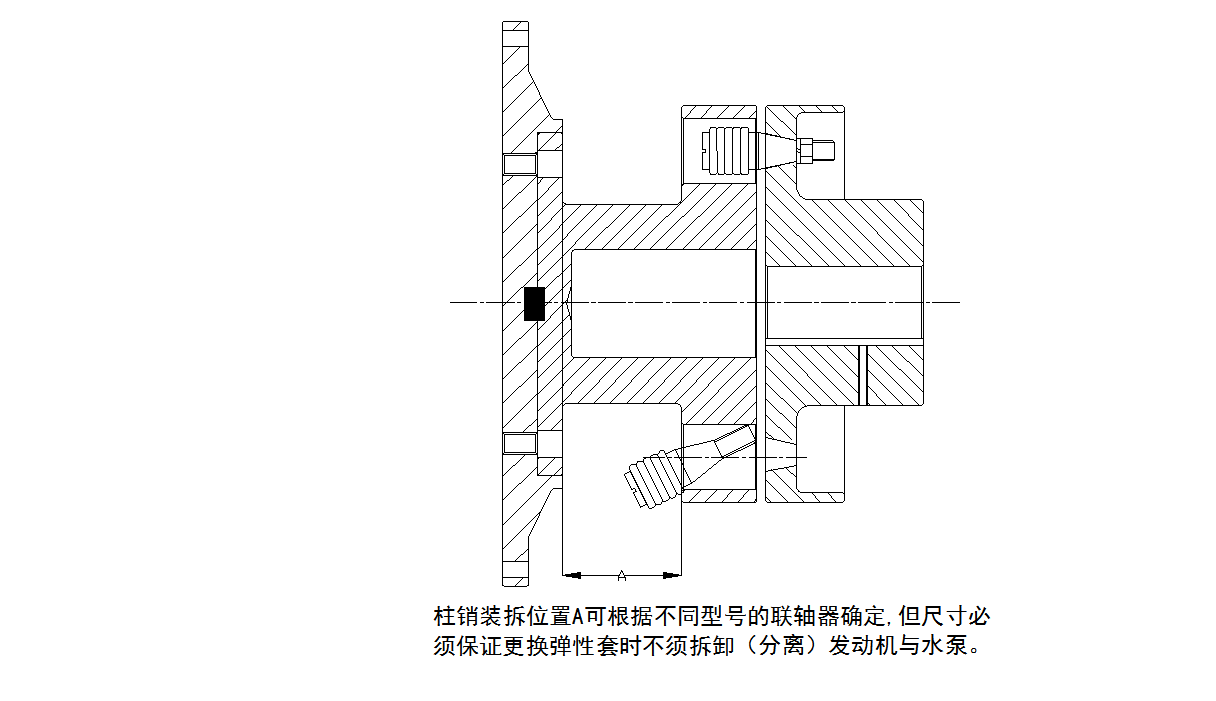 A
柱销装拆位置A可根据不同型号的联轴器确定,但尺寸必
须保证更换弹性套时不须拆卸（分离）发动机与水泵。